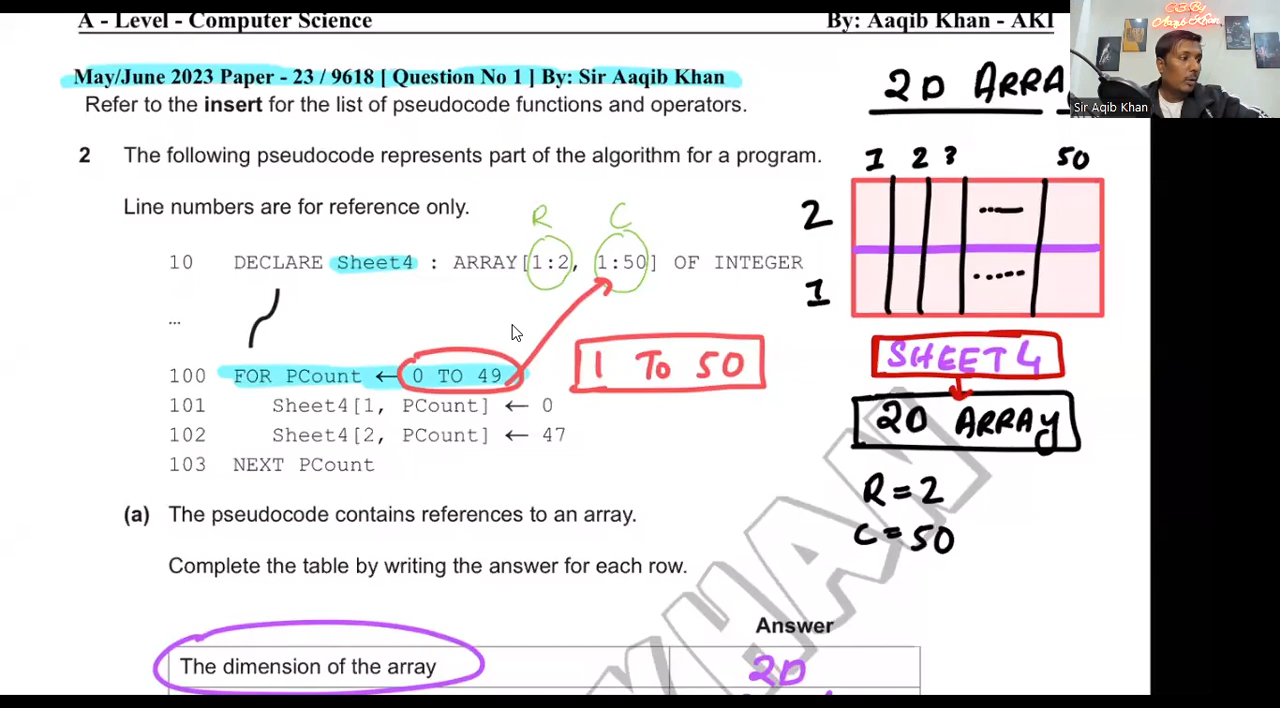 A - Level - Computer Science
By: Aaqib Khan - AKI
C3.By
Aaqib Khan
Sir Aqib Khan
May/June 2023 Paper - 23 / 9618 [ Question No 1 ] By: Sir Aaqib Khan
Refer to the insert for the list of pseudocode functions and operators.
2D ARRA
2 The following pseudocode represents part of the algorithm for a program.
Line numbers are for reference only.
R C
10 DECLARE Sheet4 : ARRAY[1:2, 1:50] OF INTEGER
...
100 FOR PCount ← 0 TO 49
101 Sheet4[1, PCount] ← 0
102 Sheet4[2, PCount] ← 47
103 NEXT PCount
1 To 50
1 2 3 50
2
1
SHEET4
2D ARRAY
R = 2
C = 50
(a) The pseudocode contains references to an array.
Complete the table by writing the answer for each row.
KHAN
Answer
The dimension of the array 2D